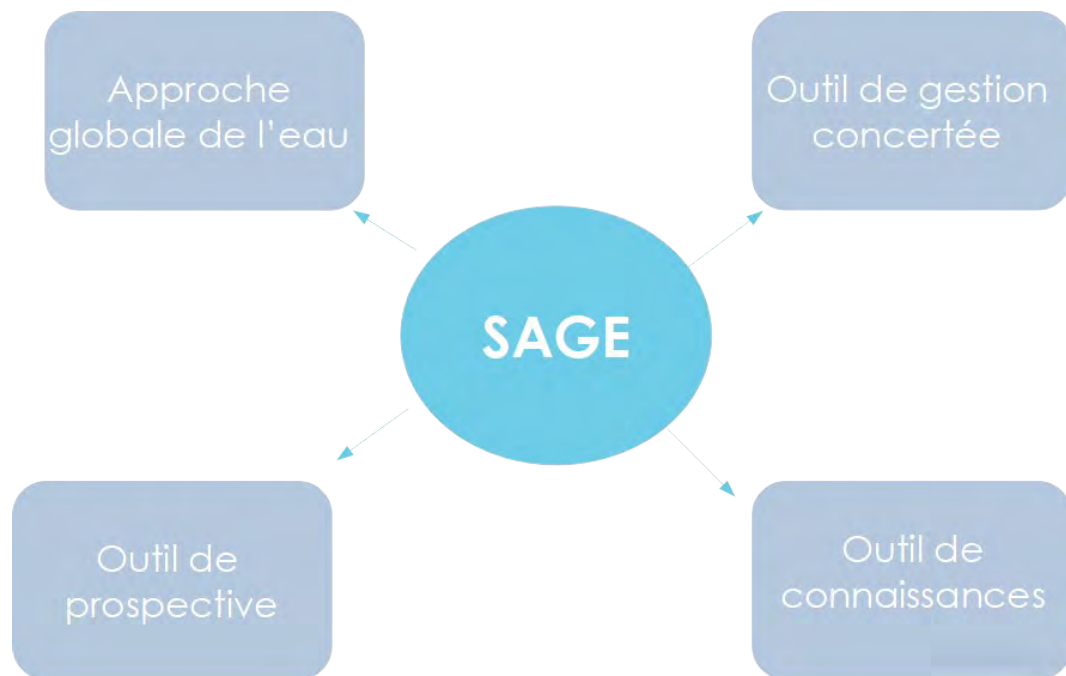 Approche
globale de l'eau
Outil de gestion
concertée
SAGE
Outil de
prospective
Outil de
connaissances